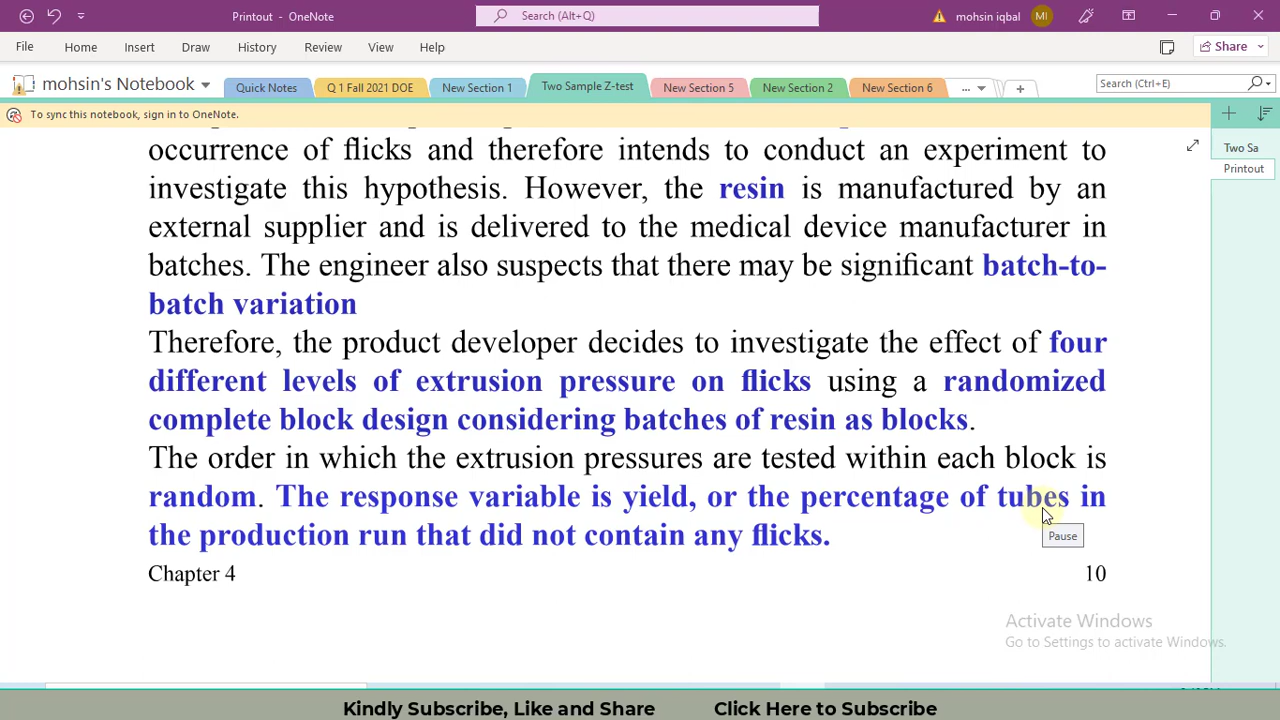 Printout - OneNote
Search (Alt+Q)
mohsin iqbal
MI
File
Home
Insert
Draw
History
Review
View
Help
Share
mohsin's Notebook
Quick Notes
Q 1 Fall 2021 DOE
New Section 1
Two Sample Z-test
New Section 5
New Section 2
New Section 6
...
Search (Ctrl+E)
To sync this notebook, sign in to OneNote.
Two Sa
Printout
occurrence of flicks and therefore intends to conduct an experiment to
investigate this hypothesis. However, the resin is manufactured by an
external supplier and is delivered to the medical device manufacturer in
batches. The engineer also suspects that there may be significant batch-to-
batch variation
Therefore, the product developer decides to investigate the effect of four
different levels of extrusion pressure on flicks using a randomized
complete block design considering batches of resin as blocks.
The order in which the extrusion pressures are tested within each block is
random. The response variable is yield, or the percentage of tubes in
the production run that did not contain any flicks.
Pause
Chapter 4
10
Activate Windows
Go to Settings to activate Windows.
Kindly Subscribe, Like and Share
Click Here to Subscribe